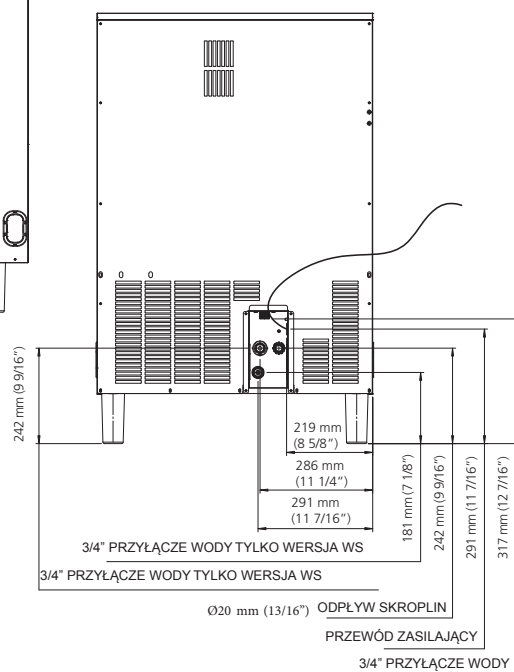 242 mm (9 9/16”)
219 mm
(8 5/8”)
286 mm
(11 1/4”)
291 mm
(11 7/16”)
181 mm (7 1/8”)
242 mm (9 9/16”)
291 mm (11 7/16”)
317 mm (12 7/16”)
3/4” PRZYŁĄCZE WODY TYLKO WERSJA WS
3/4” PRZYŁĄCZE WODY TYLKO WERSJA WS
Ø20 mm (13/16”) ODPŁYW SKROPLIN
PRZEWÓD ZASILAJĄCY
3/4” PRZYŁĄCZE WODY